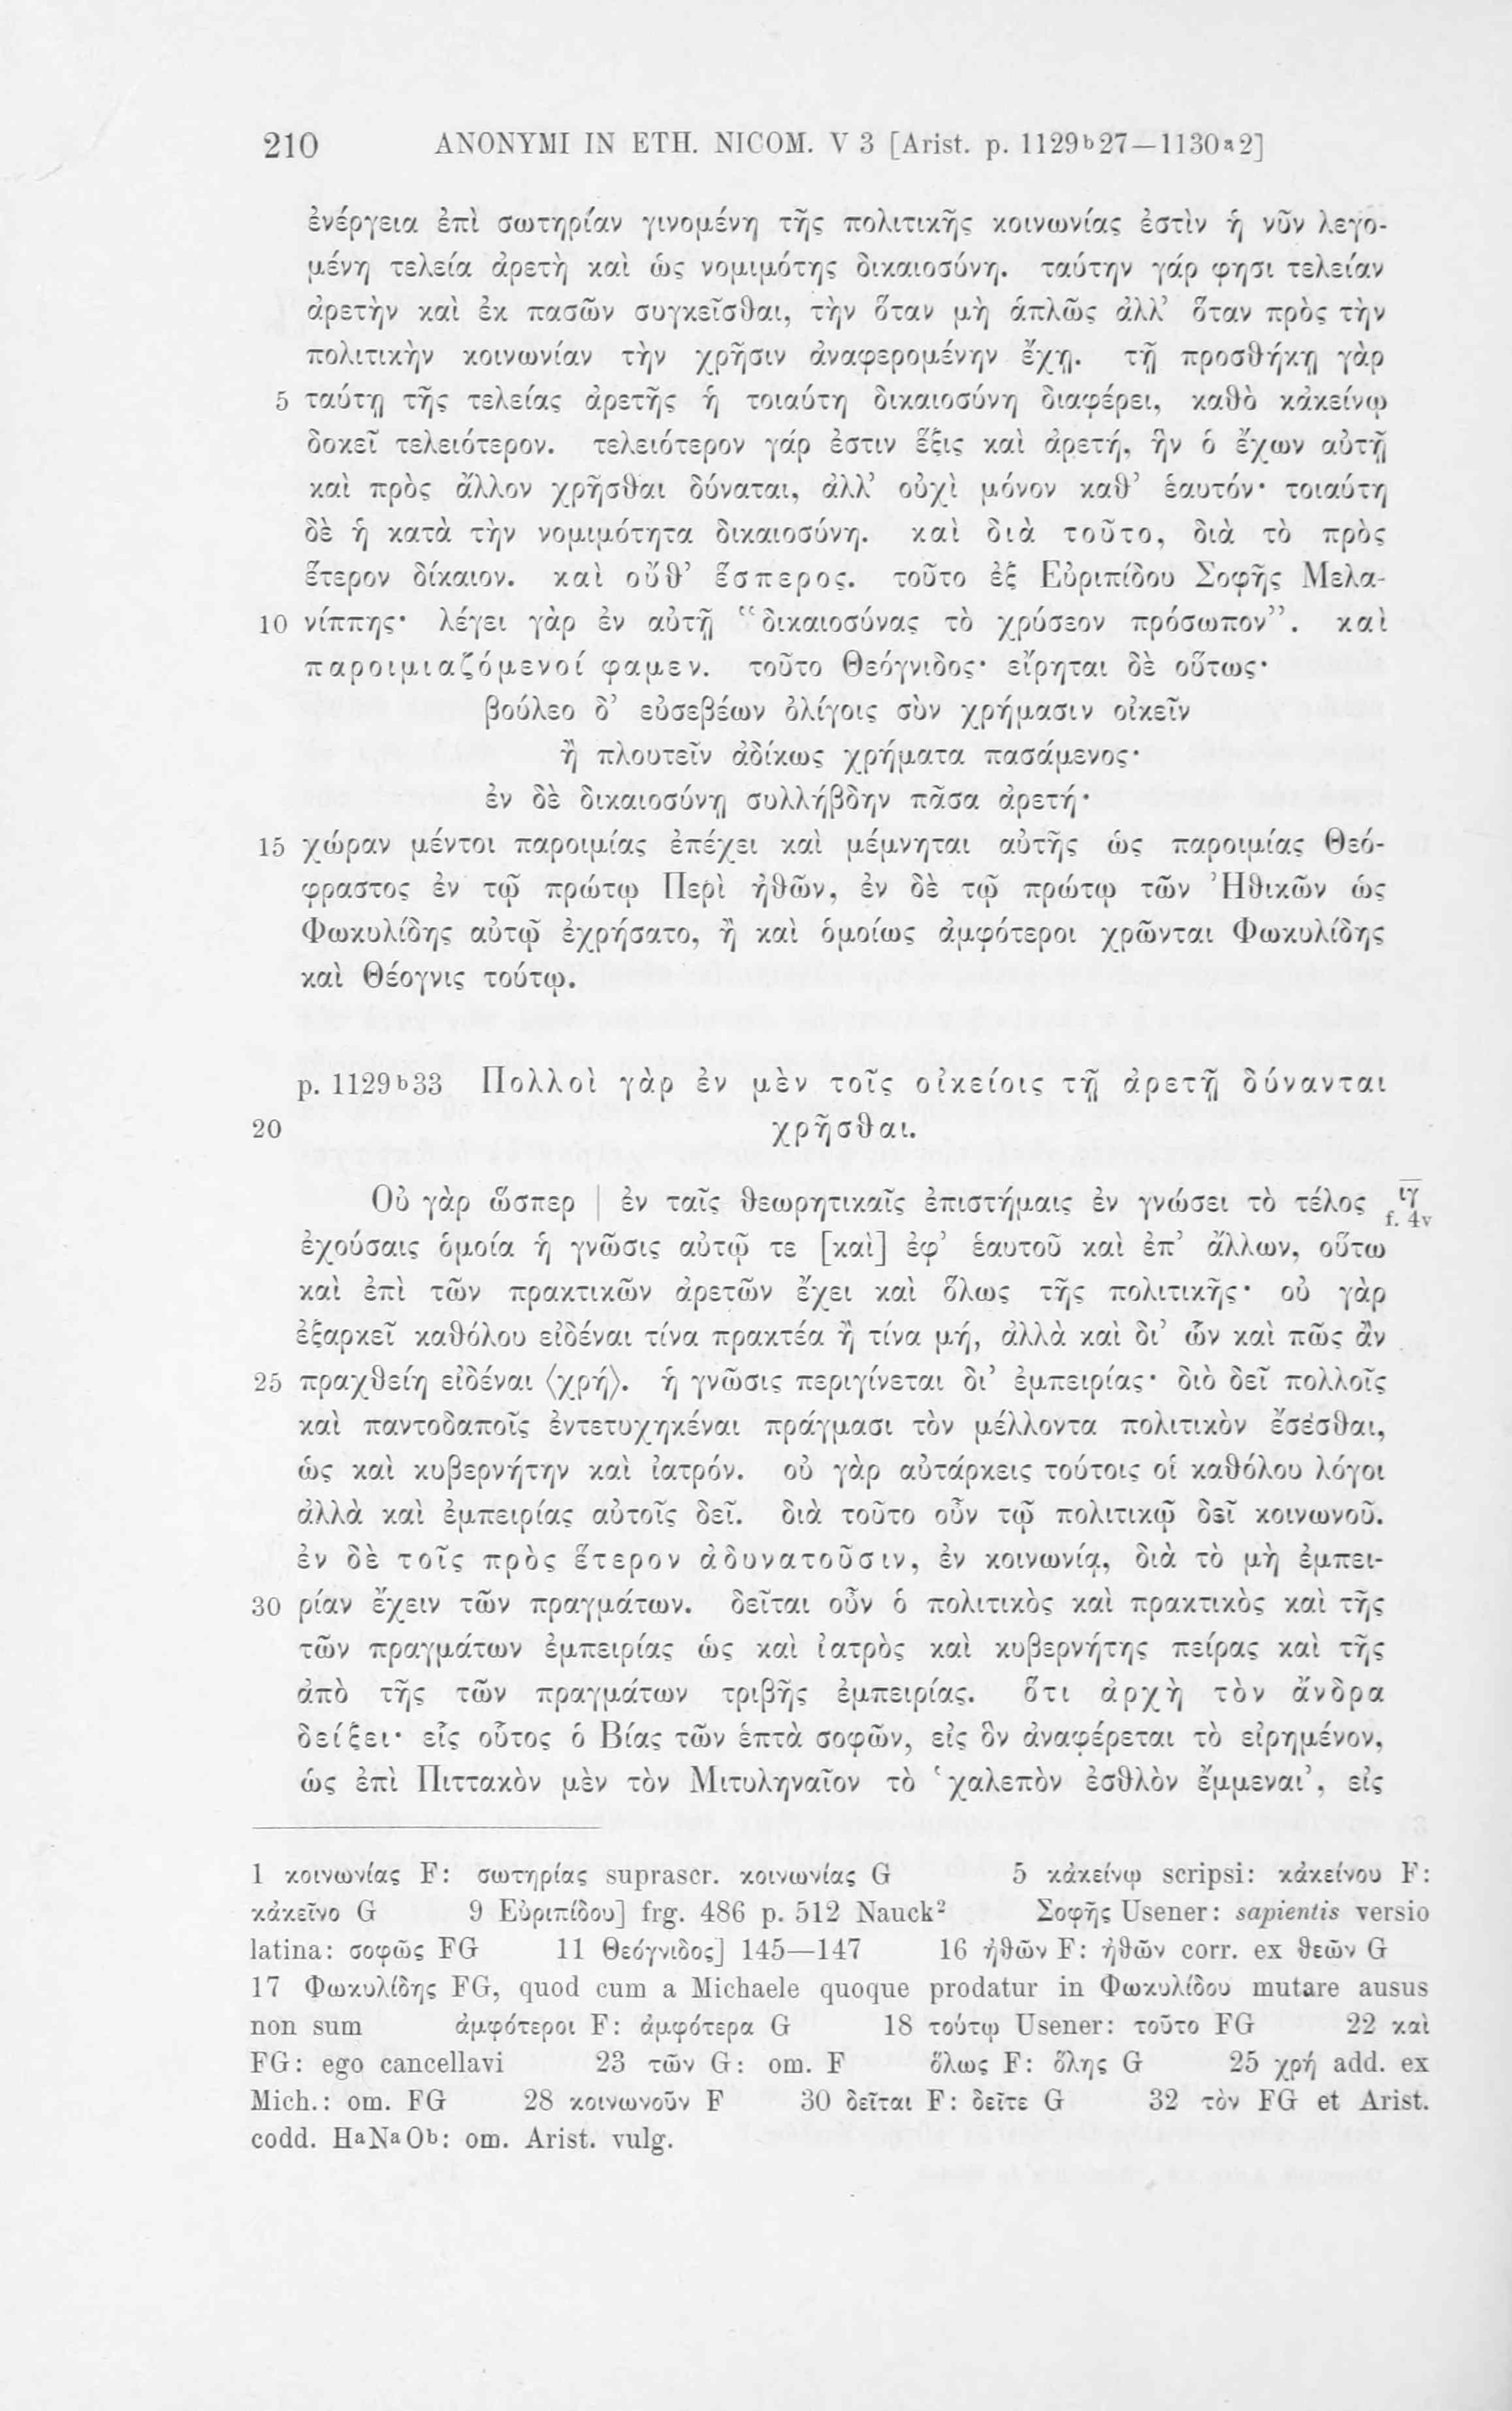 210 ANONYMI IN ETH. NICOM. V 3 [Arist. p. 1129ᵇ27—1130ᵃ2]
ἐνέργεια ἐπὶ σωτηρίαν γινομένη τῆς πολιτικῆς κοινωνίας ἐστὶν ἡ νῦν λεγο-
μένη τελεία ἀρετὴ καὶ ὡς νομιμότης δικαιοσύνη. ταύτην γάρ φησι τελείαν
ἀρετὴν καὶ ἐκ πασῶν συγκεῖσθαι, τὴν ὅταν μὴ ἁπλῶς ἀλλ’ ὅταν πρὸς τὴν
πολιτικὴν κοινωνίαν τὴν χρῆσιν ἀναφερομένην ἔχῃ. τῇ προσθήκῃ γὰρ
5 ταύτῃ τῆς τελείας ἀρετῆς ἡ τοιαύτη δικαιοσύνη διαφέρει, καθὸ κἀκείνῳ
δοκεῖ τελειότερον. τελειότερον γάρ ἐστιν ἕξις καὶ ἀρετή, ἣν ὁ ἔχων αὐτῇ
καὶ πρὸς ἄλλον χρῆσθαι δύναται, ἀλλ’ οὐχὶ μόνον καθ’ ἑαυτόν· τοιαύτη
δὲ ἡ κατὰ τὴν νομιμότητα δικαιοσύνη. καὶ διὰ τοῦτο, διὰ τὸ πρὸς
ἕτερον δίκαιον. καὶ οὔθ’ ἕσπερος. τοῦτο ἐξ Εὐριπίδου Σοφῆς Μελα-
10 νίππης· λέγει γὰρ ἐν αὐτῇ “δικαιοσύνας τὸ χρύσεον πρόσωπον”. καὶ
παροιμιαζόμενοί φαμεν. τοῦτο Θεόγνιδος· εἴρηται δὲ οὕτως·
βούλεο δ’ εὐσεβέων ὀλίγοις σὺν χρήμασιν οἰκεῖν
ἢ πλουτεῖν ἀδίκως χρήματα πασάμενος·
ἐν δὲ δικαιοσύνῃ συλλήβδην πᾶσα ἀρετή·
15 χώραν μέντοι παροιμίας ἐπέχει καὶ μέμνηται αὐτῆς ὡς παροιμίας Θεό-
φραστος ἐν τῷ πρώτῳ Περὶ ἠθῶν, ἐν δὲ τῷ πρώτῳ τῶν Ἠθικῶν ὡς
Φωκυλίδης αὐτῷ ἐχρήσατο, ἢ καὶ ὁμοίως ἀμφότεροι χρῶνται Φωκυλίδης
καὶ Θέογνις τούτῳ.
p. 1129ᵇ33 Πολλοὶ γὰρ ἐν μὲν τοῖς οἰκείοις τῇ ἀρετῇ δύνανται
20 χρῆσθαι.
Οὐ γὰρ ὥσπερ | ἐν ταῖς θεωρητικαῖς ἐπιστήμαις ἐν γνώσει τὸ τέλος ιγ f. 4v
ἐχούσαις ὁμοία ἡ γνῶσις αὐτῷ τε [καὶ] ἐφ’ ἑαυτοῦ καὶ ἐπ’ ἄλλων, οὕτω
καὶ ἐπὶ τῶν πρακτικῶν ἀρετῶν ἔχει καὶ ὅλως τῆς πολιτικῆς· οὐ γὰρ
ἐξαρκεῖ καθόλου εἰδέναι τίνα πρακτέα ἢ τίνα μή, ἀλλὰ καὶ δι’ ὧν καὶ πῶς ἂν
25 πραχθείη εἰδέναι ⟨χρή⟩. ἡ γνῶσις περιγίνεται δι’ ἐμπειρίας· διὸ δεῖ πολλοῖς
καὶ παντοδαποῖς ἐντετυχηκέναι πράγμασι τὸν μέλλοντα πολιτικὸν ἔσεσθαι,
ὡς καὶ κυβερνήτην καὶ ἰατρόν. οὐ γὰρ αὐτάρκεις τούτοις οἱ καθόλου λόγοι
ἀλλὰ καὶ ἐμπειρίας αὐτοῖς δεῖ. διὰ τοῦτο οὖν τῷ πολιτικῷ δεῖ κοινωνοῦ.
ἐν δὲ τοῖς πρὸς ἕτερον ἀδυνατοῦσιν, ἐν κοινωνίᾳ, διὰ τὸ μὴ ἐμπει-
30 ρίαν ἔχειν τῶν πραγμάτων. δεῖται οὖν ὁ πολιτικὸς καὶ πρακτικὸς καὶ τῆς
τῶν πραγμάτων ἐμπειρίας ὡς καὶ ἰατρὸς καὶ κυβερνήτης πείρας καὶ τῆς
ἀπὸ τῆς τῶν πραγμάτων τριβῆς ἐμπειρίας. ὅτι ἀρχὴ τὸν ἄνδρα
δείξει· εἷς οὗτος ὁ Βίας τῶν ἑπτὰ σοφῶν, εἰς ὃν ἀναφέρεται τὸ εἰρημένον,
ὡς ἐπὶ Πιττακὸν μὲν τὸν Μιτυληναῖον τὸ ‘χαλεπὸν ἐσθλὸν ἔμμεναι’, εἰς
1 κοινωνίας F: σωτηρίας suprascr. κοινωνίας G 5 κἀκείνῳ scripsi: κἀκείνου F:
κἀκεῖνο G 9 Εὐριπίδου] frg. 486 p. 512 Nauck² Σοφῆς Usener: sapientis versio
latina: σοφῶς FG 11 Θεόγνιδος] 145—147 16 ἠθῶν F: ἠθῶν corr. ex θεῶν G
17 Φωκυλίδης FG, quod cum a Michaele quoque prodatur in Φωκυλίδου mutare ausus
non sum ἀμφότεροι F: ἀμφότερα G 18 τούτῳ Usener: τοῦτο FG 22 καὶ
FG: ego cancellavi 23 τῶν G: om. F ὅλως F: ὅλης G 25 χρή add. ex
Mich.: om. FG 28 κοινωνοῦν F 30 δεῖται F: δεῖτε G 32 τὸν FG et Arist.
codd. HᵃNᵃOᵇ: om. Arist. vulg.